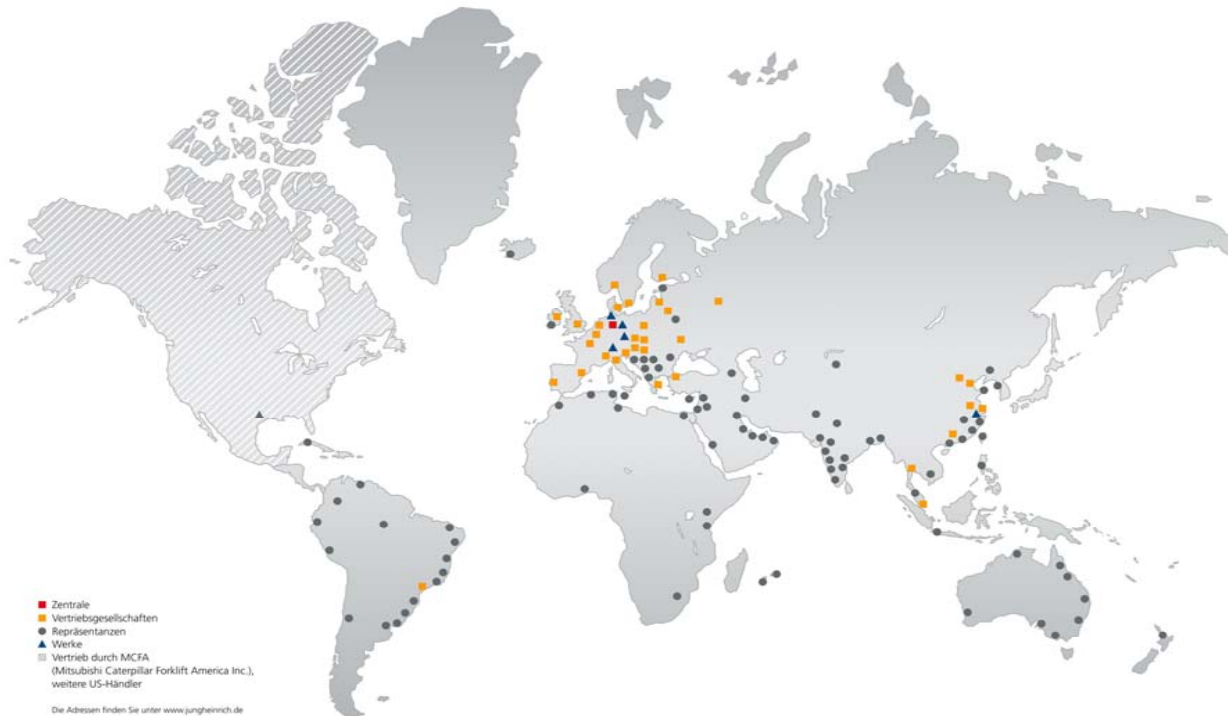 Zentrale
Vertriebsgesellschaften
Repräsentanzen
Werke
Vertrieb durch MCFA
(Mitsubishi Caterpillar Forklift America Inc.),
weitere US-Händler
Die Adressen finden Sie unter www.jungheinrich.de